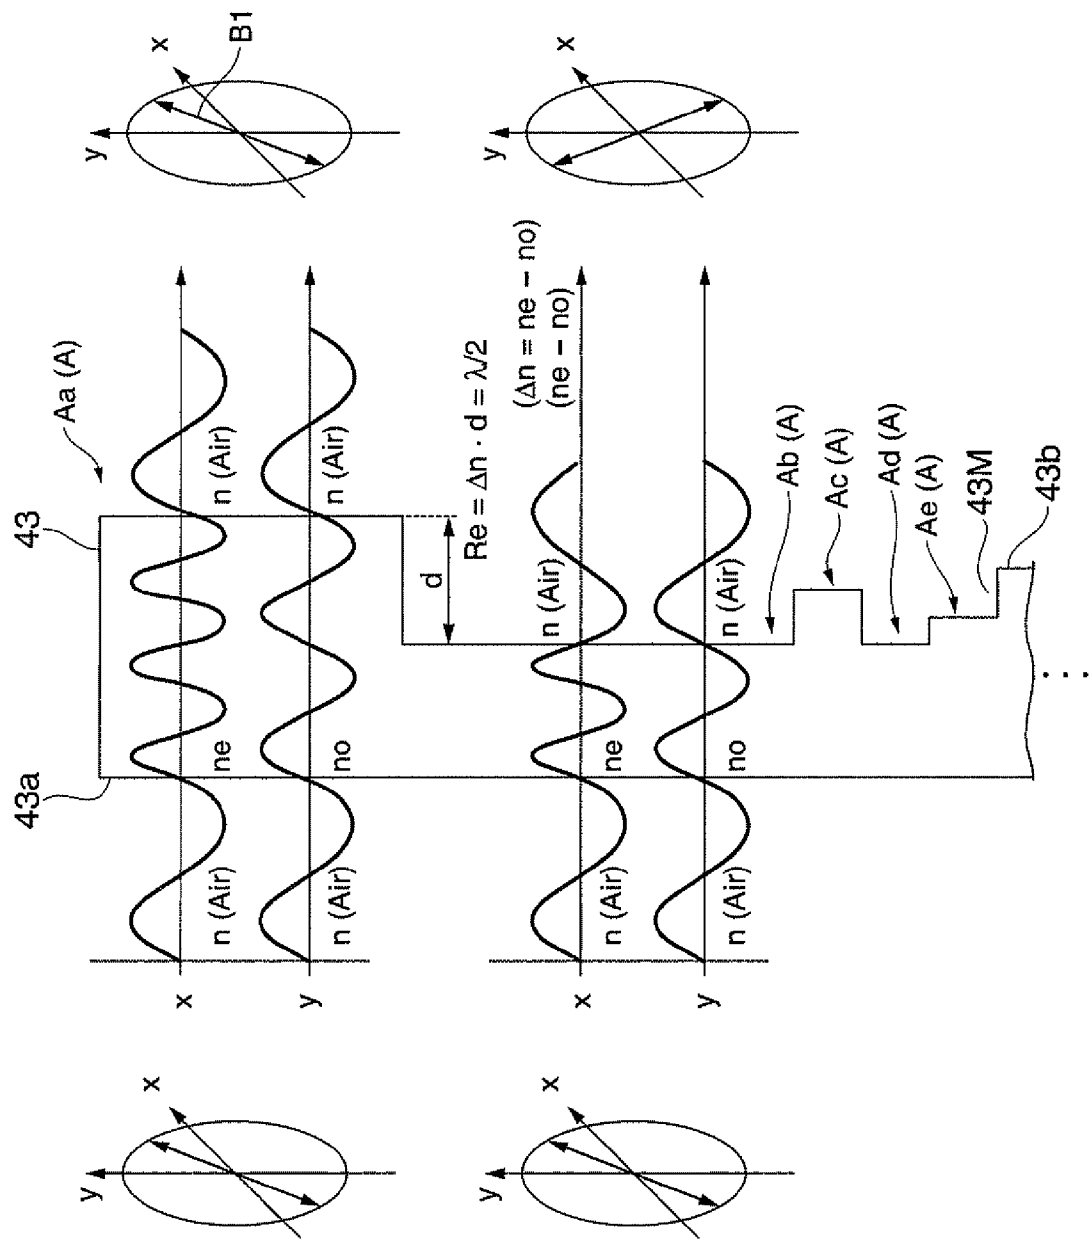 43a
43
Aa (A)
y
y
x
x
B1
x
n (Air)
ne
n (Air)
y
n (Air)
no
n (Air)
d
Re = Δn · d = λ/2
(Δn = ne − no)
(ne − no)
y
y
x
x
x
n (Air)
ne
n (Air)
y
n (Air)
no
n (Air)
Ab (A)
Ac (A)
Ad (A)
Ae (A)
43M
43b